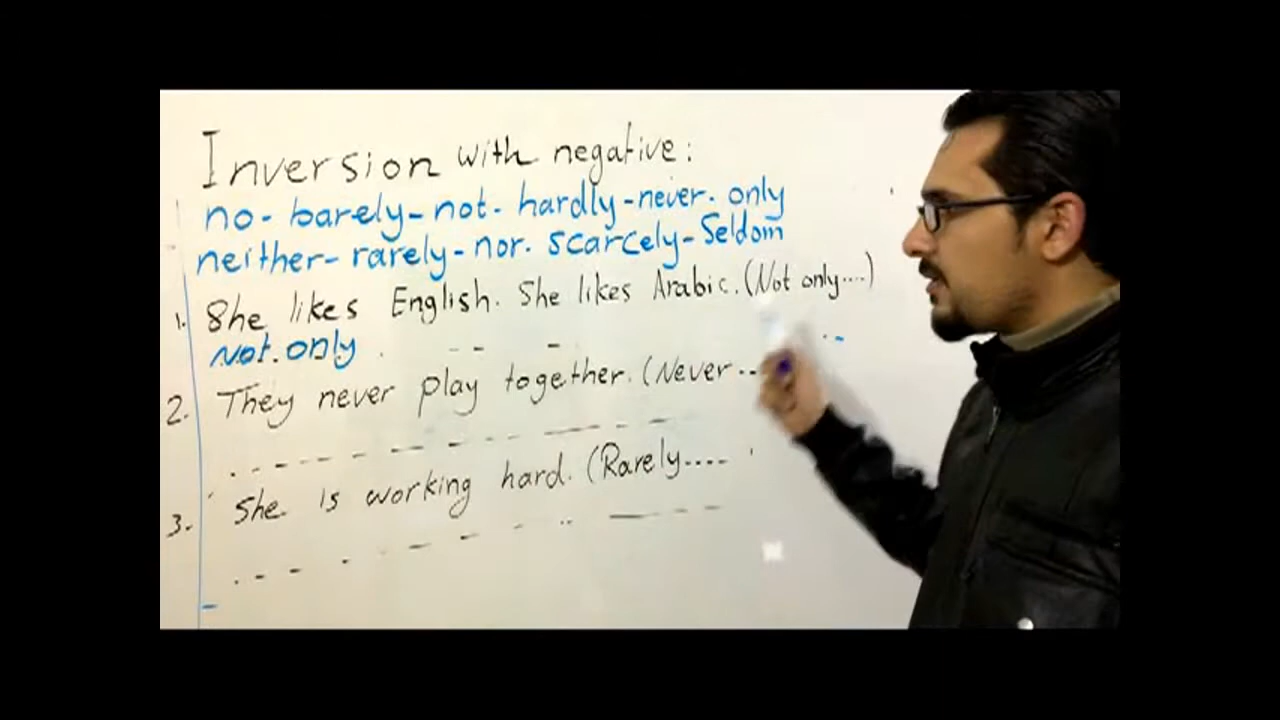 Inversion with negative:
no - barely - not - hardly - never - only
neither - rarely - nor - scarcely - Seldom
1. She likes English. She likes Arabic. (Not only....)
Not only
2. They never play together. (Never ...
3. She is working hard. (Rarely....